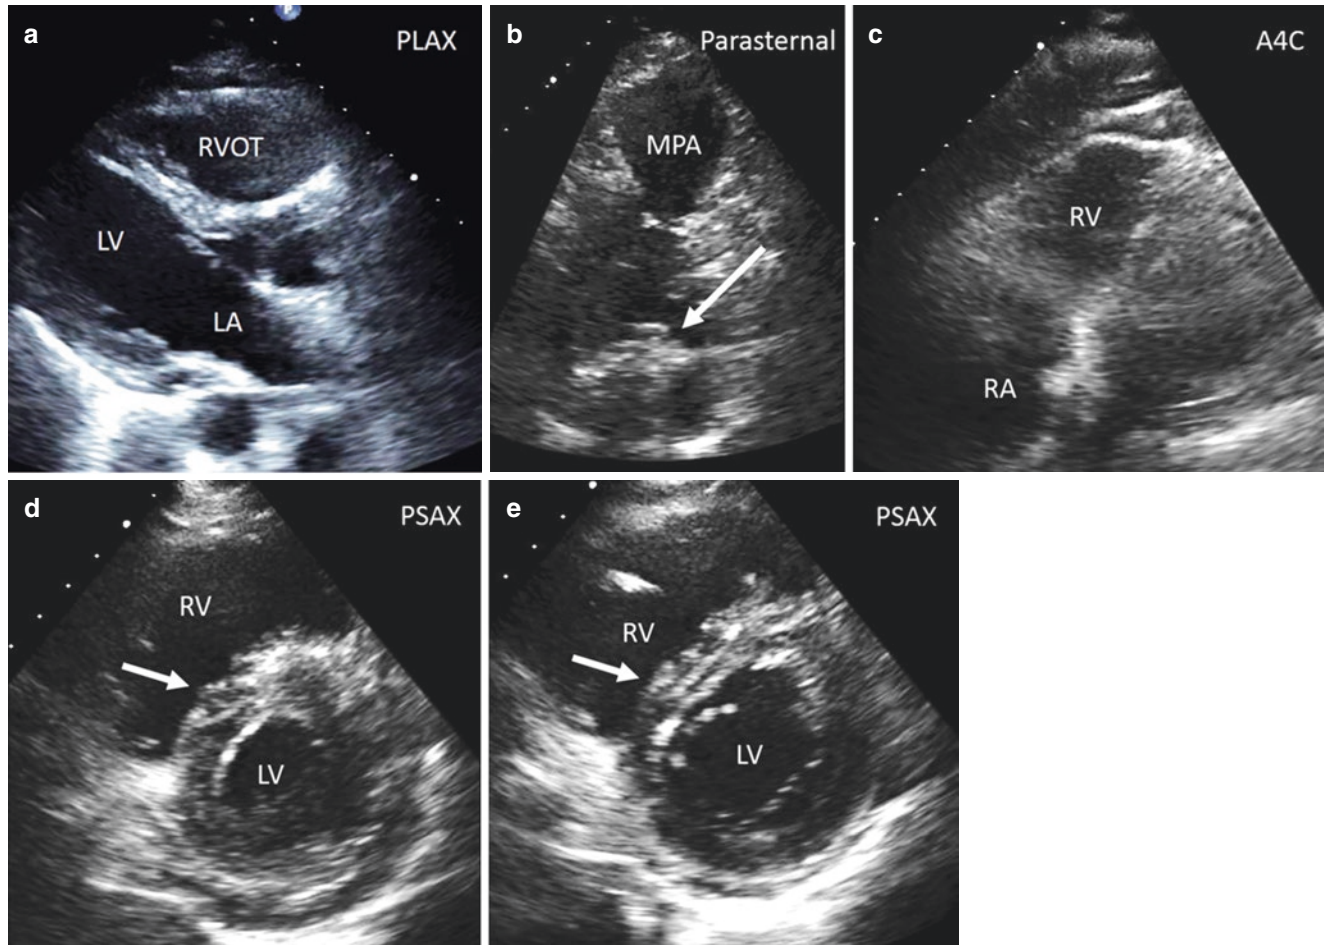 a
PLAX
RVOT
LV
LA
b
Parasternal
MPA
c
A4C
RV
RA
d
PSAX
RV
LV
e
PSAX
RV
LV